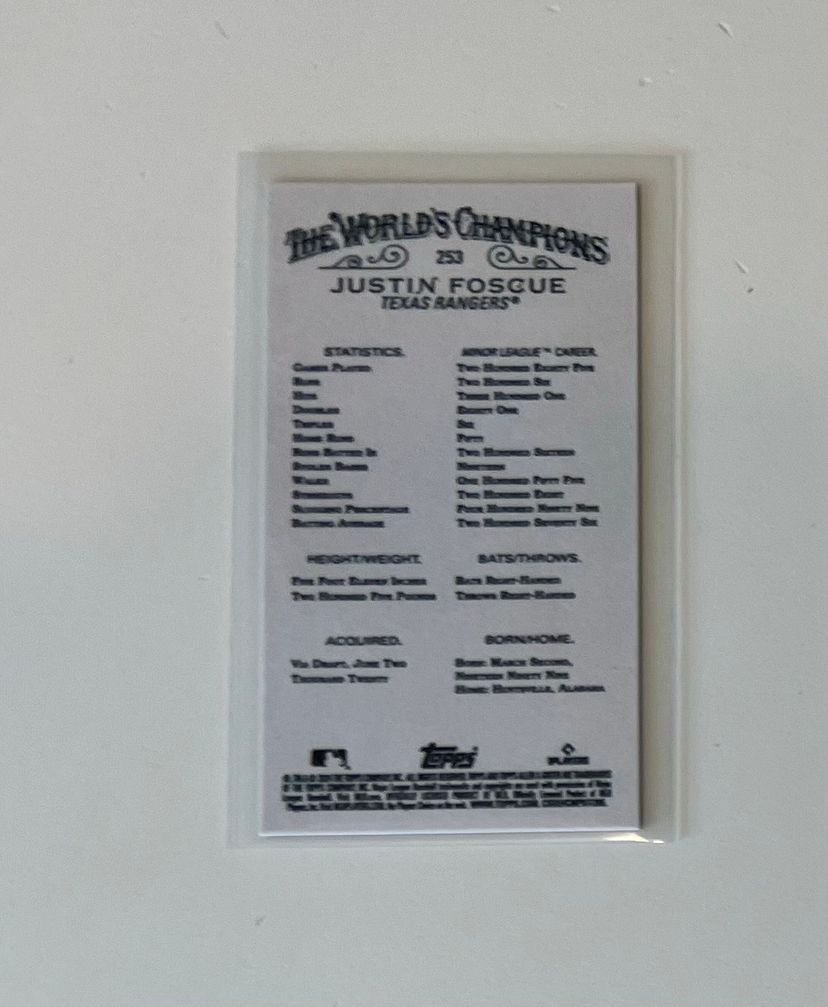 THE WORLD'S CHAMPIONS
253
JUSTIN FOSCUE
TEXAS RANGERS®
STATISTICS. MINOR LEAGUE™ CAREER.
GAMES PLAYED TWO HUNDRED EIGHTY FIVE
RUNS TWO HUNDRED SIX
HITS THREE HUNDRED ONE
DOUBLES EIGHTY ONE
TRIPLES SIX
HOME RUNS FIFTY
RUNS BATTED IN TWO HUNDRED SIXTEEN
STOLEN BASES NINETEEN
WALKS ONE HUNDRED FIFTY FIVE
STRIKEOUTS TWO HUNDRED EIGHT
SLUGGING PERCENTAGE FOUR HUNDRED NINETY NINE
BATTING AVERAGE TWO HUNDRED SEVENTY SIX
HEIGHT/WEIGHT. BATS/THROWS.
FIVE FOOT ELEVEN INCHES BATS RIGHT-HANDED
TWO HUNDRED FIVE POUNDS THROWS RIGHT-HANDED
ACQUIRED. BORN/HOME.
VIA DRAFT, JUNE TWO BORN: MARCH SECOND,
THOUSAND TWENTY NINETEEN NINETY NINE
HOME: HUNTSVILLE, ALABAMA
Topps
PLAYERS